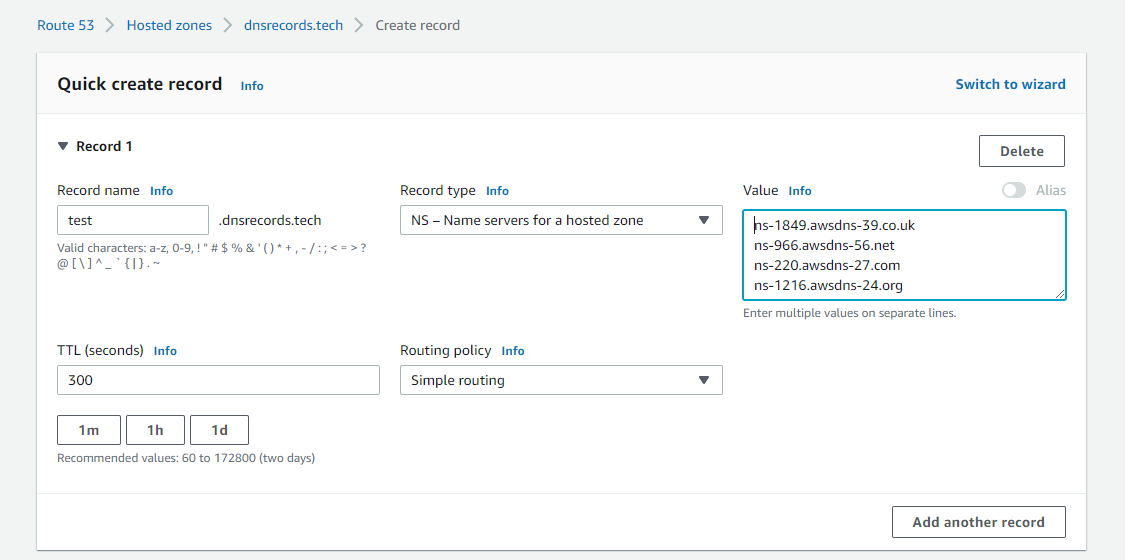 Route 53 > Hosted zones > dnsrecords.tech > Create record
Quick create record Info
Switch to wizard
▼ Record 1
Delete
Record name Info
test .dnsrecords.tech
Valid characters: a-z, 0-9, ! " # $ % & ' ( ) * + , - / : ; < = > ?
@ [ \ ] ^ _ ` { | } . ~
Record type Info
NS – Name servers for a hosted zone
Value Info
Alias
ns-1849.awsdns-39.co.uk
ns-966.awsdns-56.net
ns-220.awsdns-27.com
ns-1216.awsdns-24.org
Enter multiple values on separate lines.
TTL (seconds) Info
300
1m 1h 1d
Recommended values: 60 to 172800 (two days)
Routing policy Info
Simple routing
Add another record